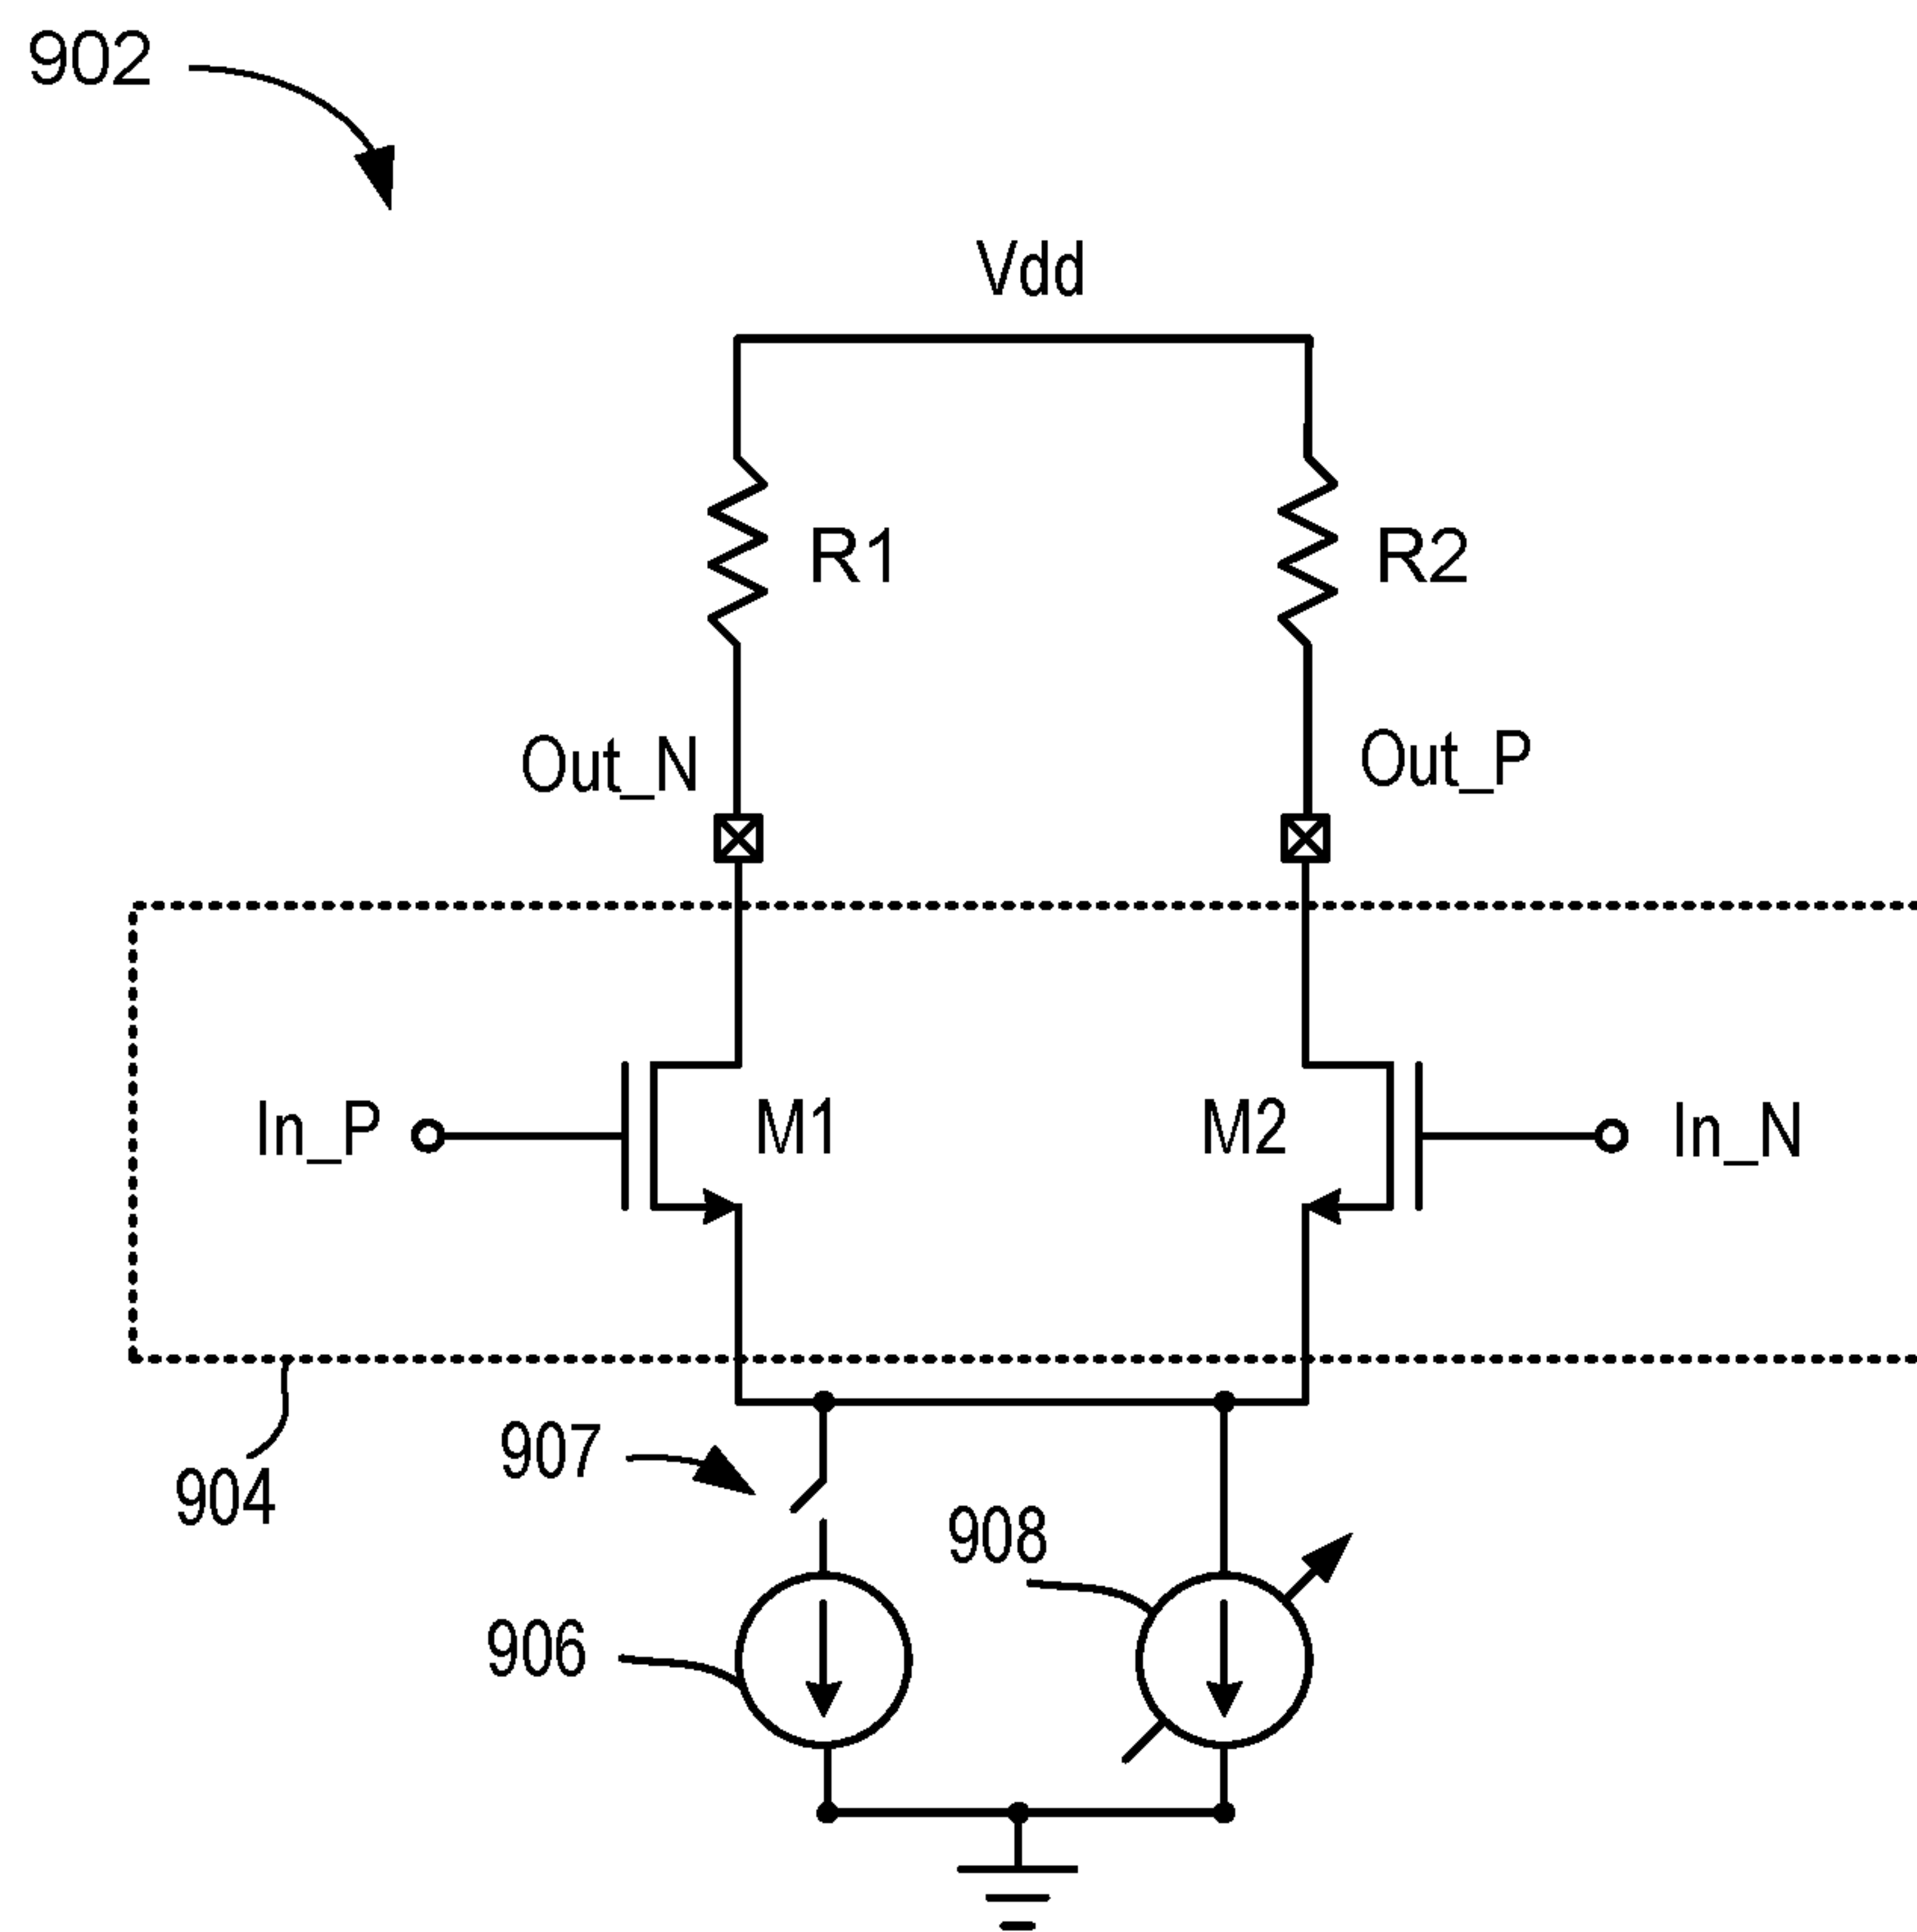 902
Vdd
R1
R2
Out_N
Out_P
In_P
M1
M2
In_N
907
904
908
906